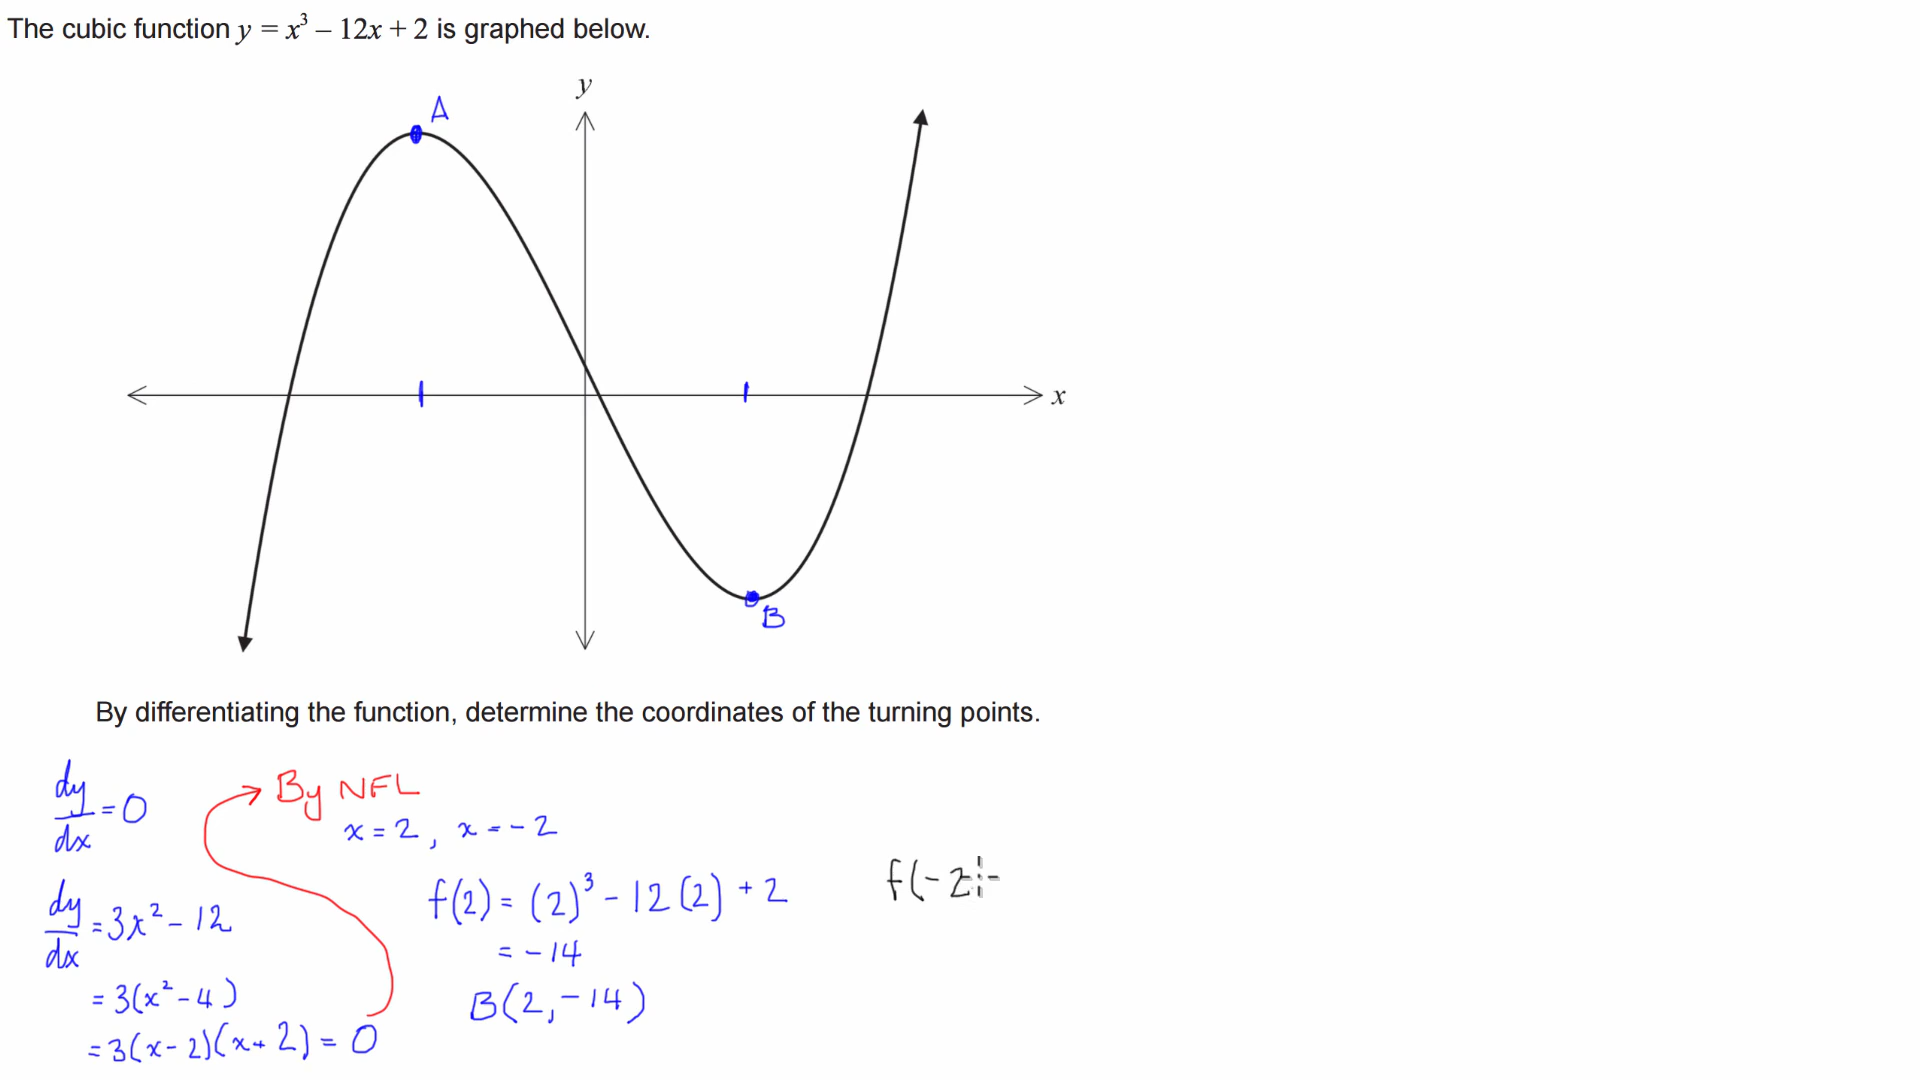 The cubic function y = x³ – 12x + 2 is graphed below.
y
A
x
B
By differentiating the function, determine the coordinates of the turning points.
dy/dx = 0
By NFL
x = 2, x = -2
dy/dx = 3x² - 12
= 3(x² - 4)
= 3(x - 2)(x + 2) = 0
f(2) = (2)³ - 12(2) + 2
= -14
B(2, -14)
f(-2